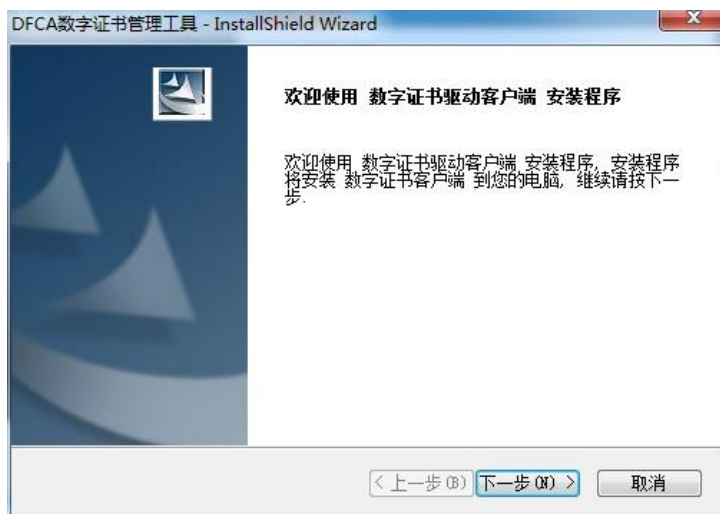 DFCA数字证书管理工具 - InstallShield Wizard
欢迎使用 数字证书驱动客户端 安装程序
欢迎使用 数字证书驱动客户端 安装程序, 安装程序
将安装 数字证书客户端 到您的电脑, 继续请按下一
步.
< 上一步(B) 下一步(N) > 取消